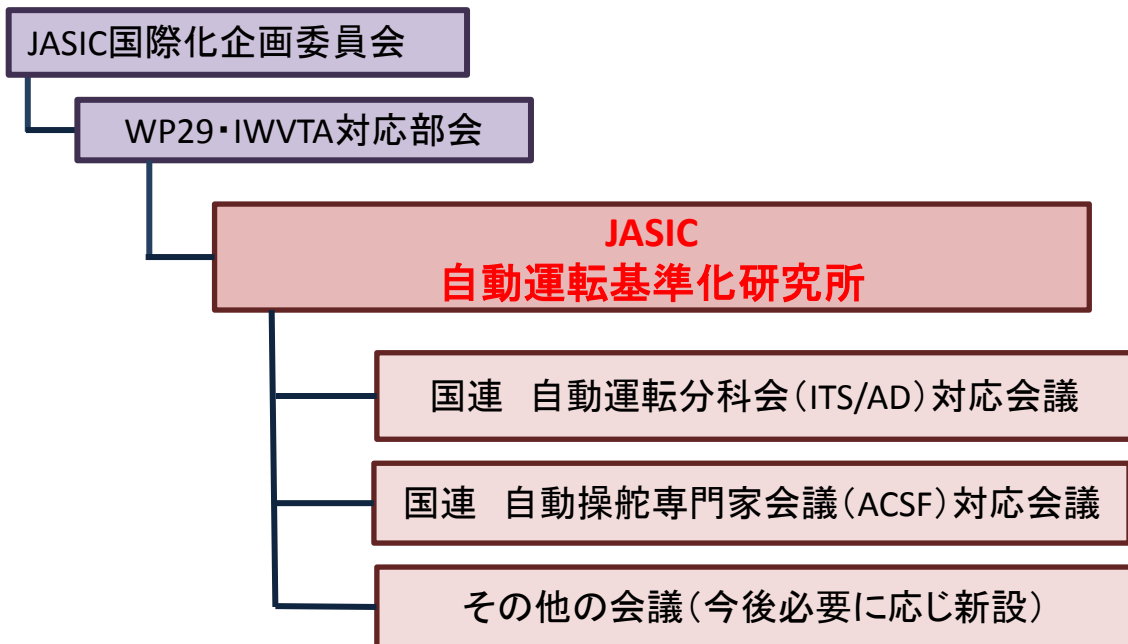 JASIC国際化企画委員会
WP29・IWVTA対応部会
JASIC
自動運転基準化研究所
国連　自動運転分科会（ITS/AD）対応会議
国連　自動操舵専門家会議（ACSF）対応会議
その他の会議（今後必要に応じ新設）